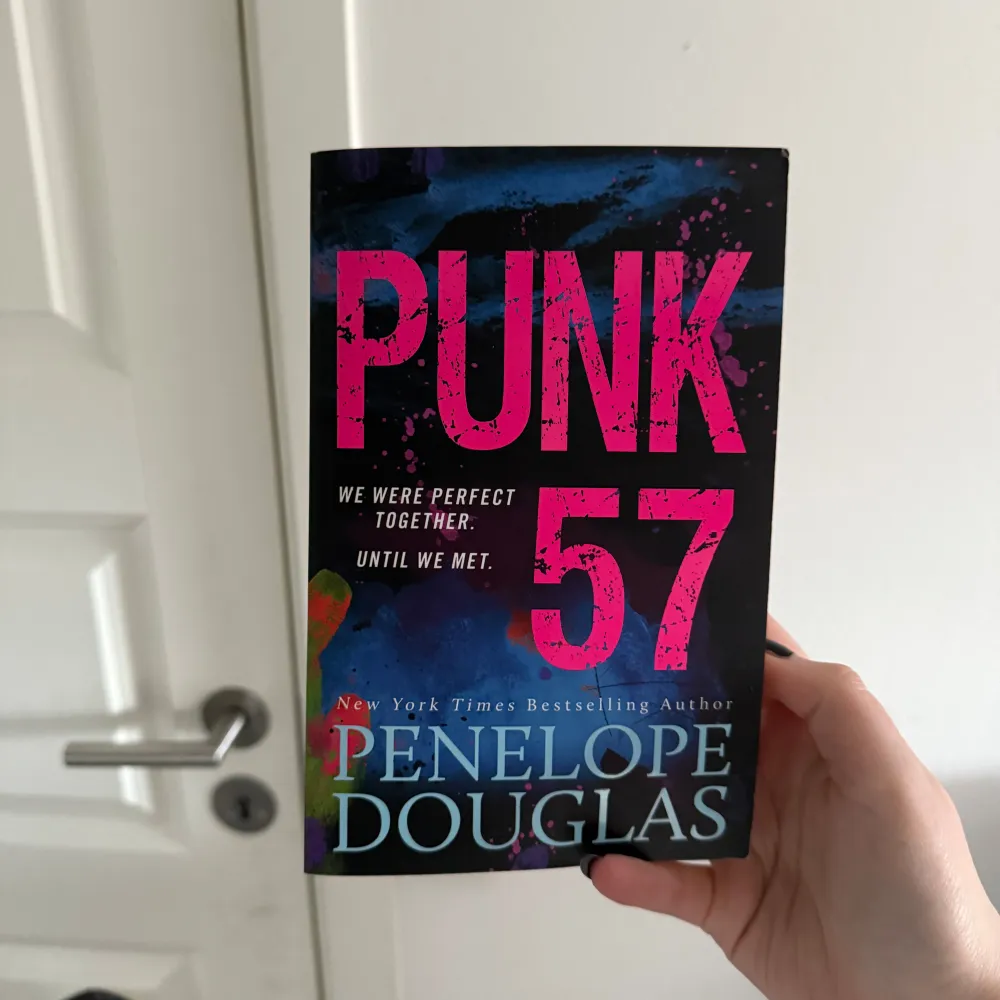 PUNK
57
WE WERE PERFECT
TOGETHER.
UNTIL WE MET.
New York Times Bestselling Author
PENELOPE
DOUGLAS